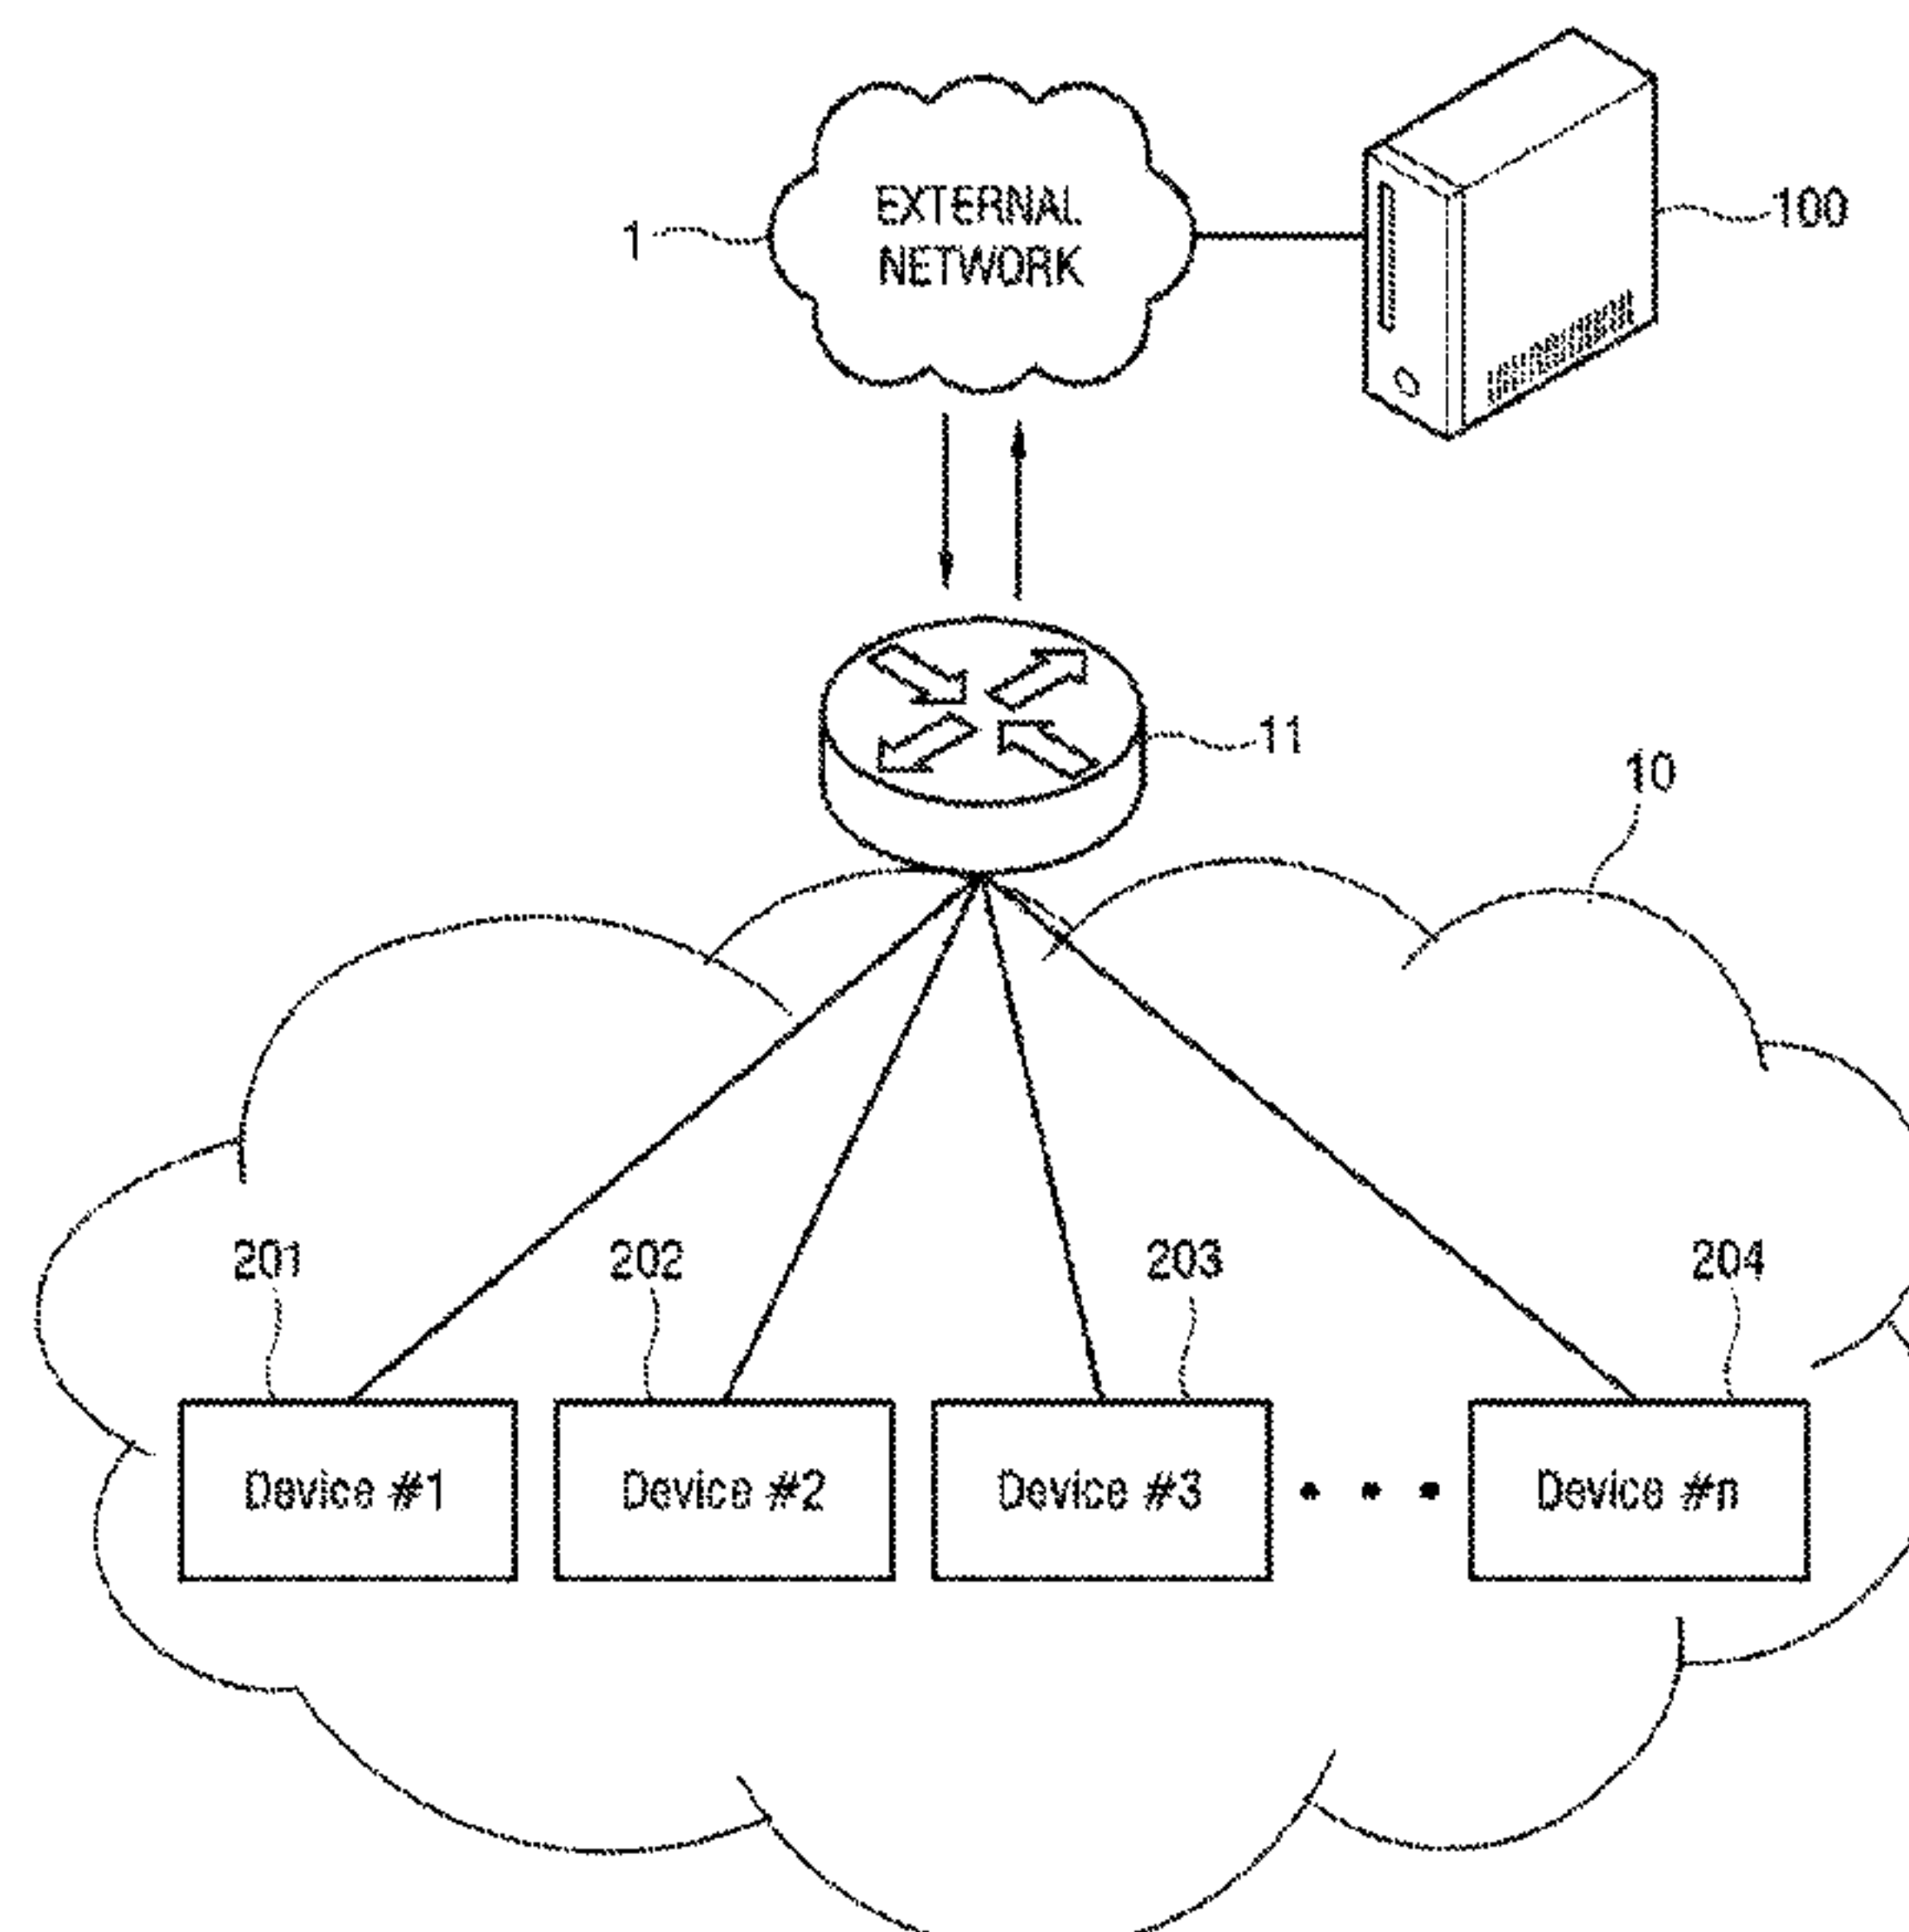 EXTERNAL
NETWORK
1
100
11
10
201
202
203
204
Device #1
Device #2
Device #3
Device #n